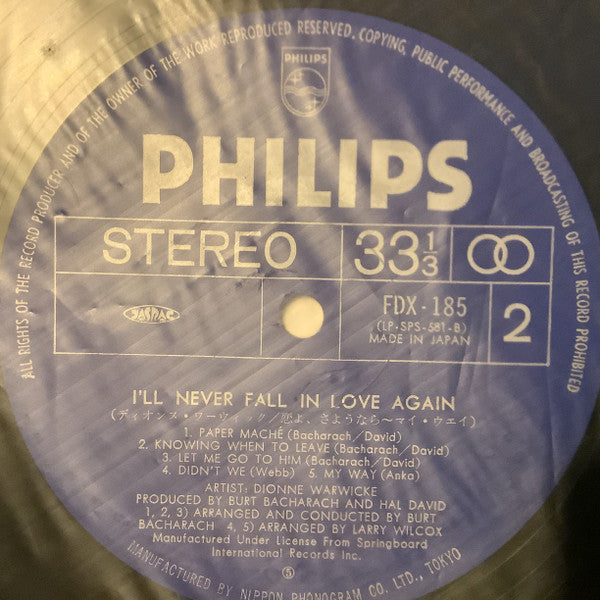 ALL RIGHTS OF THE RECORD PRODUCER AND OF THE OWNER OF THE WORK REPRODUCED RESERVED. COPYING, PUBLIC PERFORMANCE AND BROADCASTING OF THIS RECORD PROHIBITED
PHILIPS
PHILIPS
STEREO 33 1/3
JASRAC FDX-185 2
(LP-SPS-581-B)
MADE IN JAPAN
I'LL NEVER FALL IN LOVE AGAIN
(ディオンヌ・ワーウィック/恋よ、さようなら〜マイ・ウエイ)
1. PAPER MACHÉ (Bacharach/David)
2. KNOWING WHEN TO LEAVE (Bacharach/David)
3. LET ME GO TO HIM (Bacharach/David)
4. DIDN'T WE (Webb) 5. MY WAY (Anka)
ARTIST: DIONNE WARWICKE
PRODUCED BY BURT BACHARACH AND HAL DAVID
1, 2, 3) ARRANGED AND CONDUCTED BY BURT
BACHARACH 4, 5) ARRANGED BY LARRY WILCOX
Manufactured Under License From Springboard
International Records Inc.
⑤
MANUFACTURED BY NIPPON PHONOGRAM CO. LTD., TOKYO